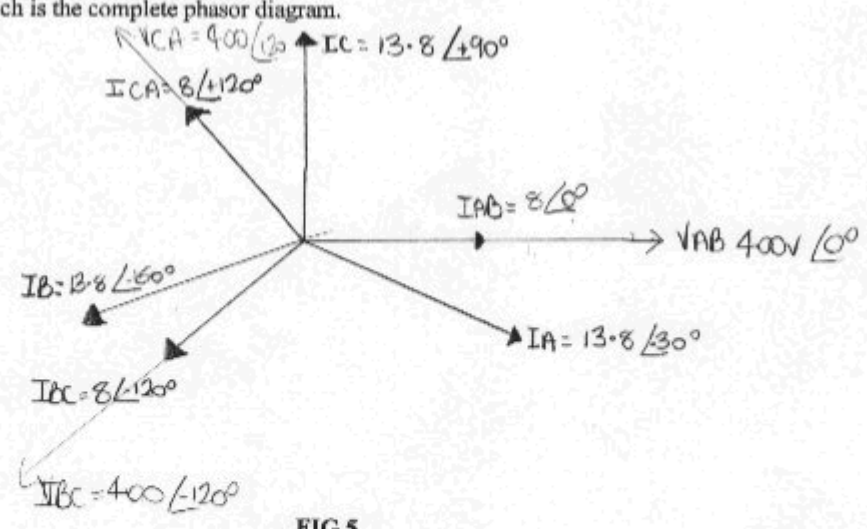 ch is the complete phasor diagram.
VCA = 400∠120
IC = 13.8 ∠+90°
ICA = 8∠+120°
IAB = 8∠0°
VAB 400V ∠0°
IB = 13.8 ∠-150°
IA = 13.8 ∠-30°
IBC = 8∠-120°
VBC = 400 ∠-120°
FIG 5